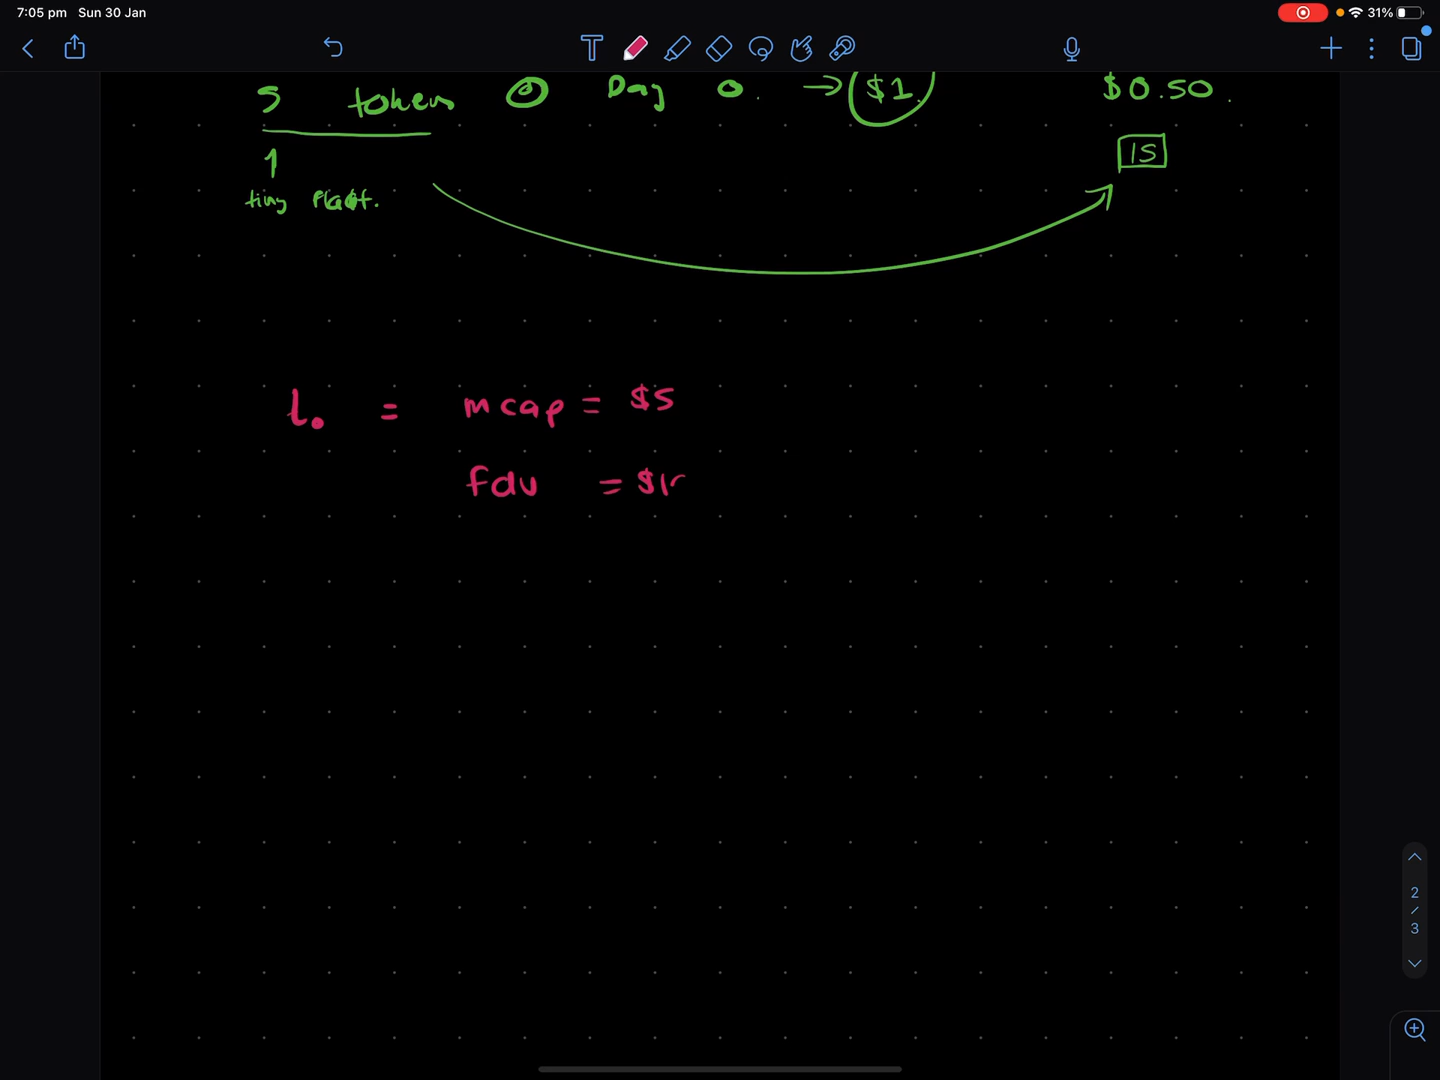 7:05 pm Sun 30 Jan
31%
5 token @ Day 0. → $1 $0.50.
15
1
tiny float.
t0 = mcap = $5
fdv = $1
2
/
3